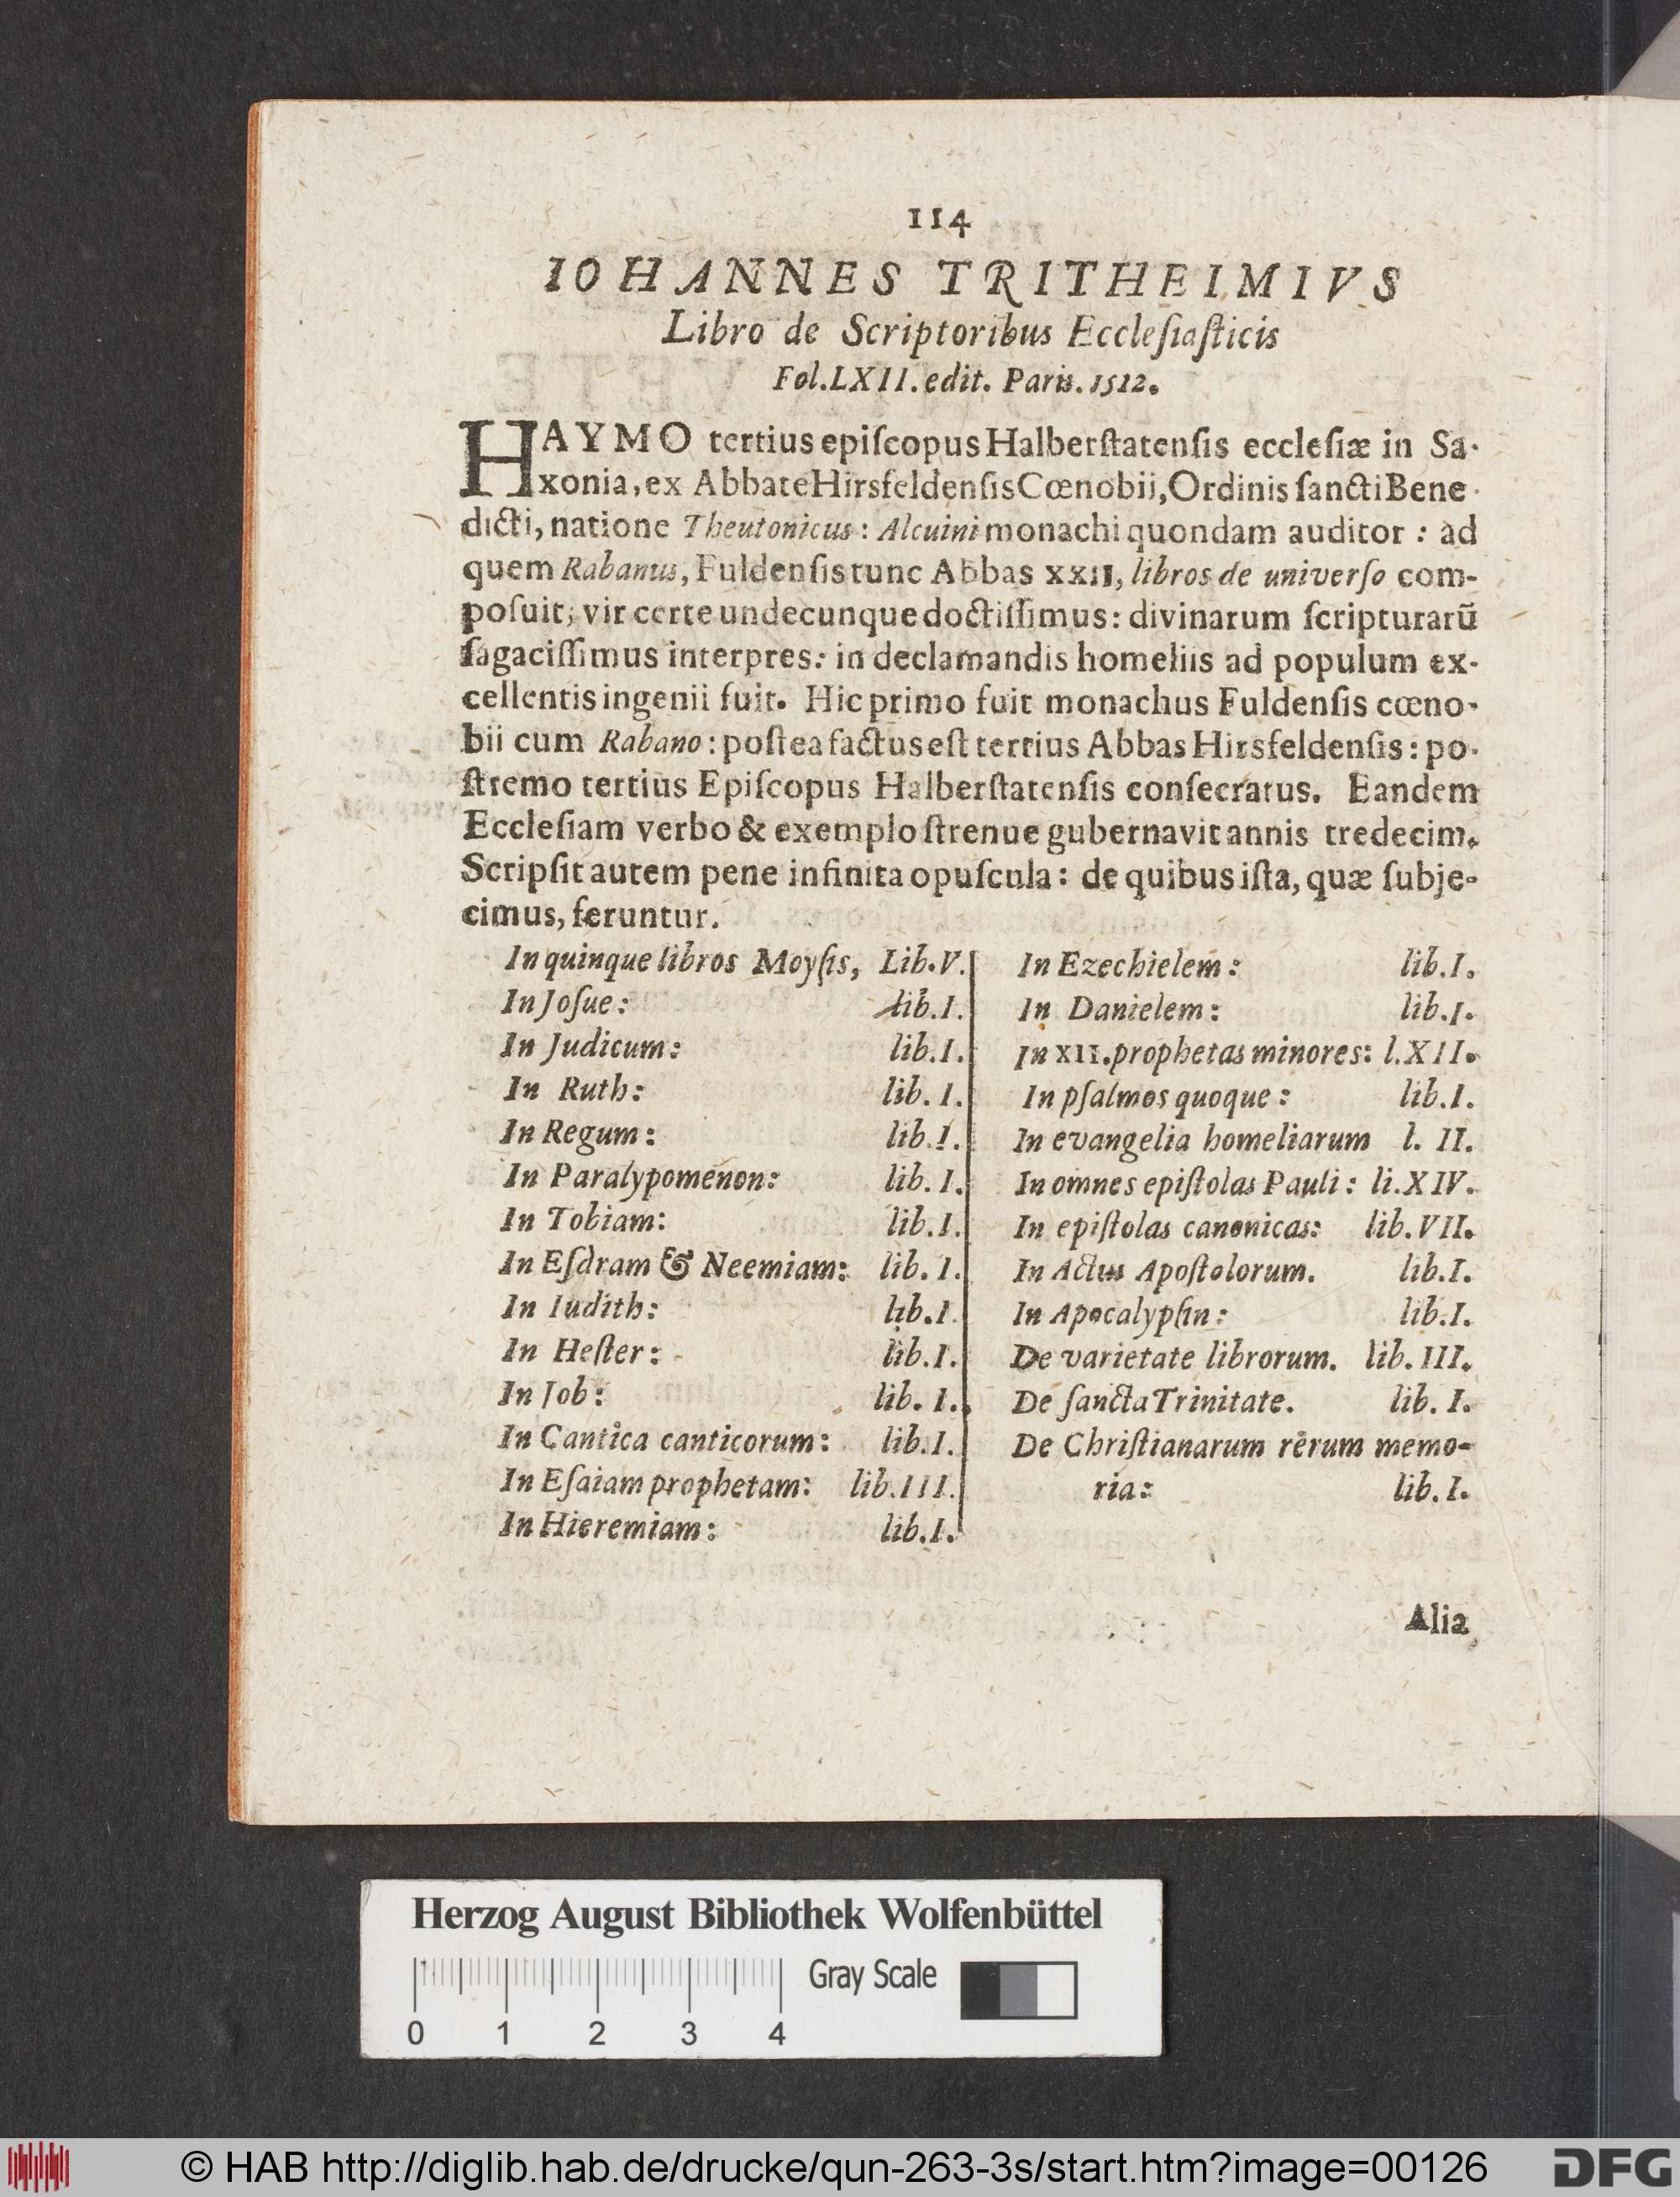 114
IOHANNES TRITHEIMIVS
Libro de Scriptoribus Eccleſiaſticis
Fol.LXII.edit. Paris.1512.
HAYMO tertius epiſcopus Halberſtatenſis eccleſiæ in Sa-
xonia, ex Abbate Hirsfeldenſis Cœnobii, Ordinis ſancti Bene-
dicti, natione Theutonicus: Alcuini monachi quondam auditor: ad
quem Rabanus, Fuldenſis tunc Abbas XXII, libros de univerſo com-
poſuit, vir certe undecunque doctiſſimus: divinarum ſcripturarũ
ſagaciſſimus interpres: in declamandis homeliis ad populum ex-
cellentis ingenii fuit. Hic primo fuit monachus Fuldenſis cœno-
bii cum Rabano: poſtea factus eſt tertius Abbas Hirsfeldenſis: po-
ſtremo tertius Epiſcopus Halberſtatenſis conſecratus. Eandem
Eccleſiam verbo & exemplo ſtrenue gubernavit annis tredecim.
Scripſit autem pene infinita opuſcula: de quibus iſta, quæ ſubje-
cimus, feruntur.
In quinque libros Moyſis, Lib.V.
In Joſue: lib.I.
In Judicum: lib.I.
In Ruth: lib.I.
In Regum: lib.I.
In Paralypomenon: lib.I.
In Tobiam: lib.I.
In Eſdram & Neemiam: lib.I.
In Iudith: lib.I.
In Heſter: lib.I.
In Job: lib.I.
In Cantica canticorum: lib.I.
In Eſaiam prophetam: lib.III.
In Hieremiam: lib.I.
In Ezechielem: lib.I.
In Danielem: lib.I.
In XII.prophetas minores: l.XII.
In pſalmos quoque: lib.I.
In evangelia homeliarum l. II.
In omnes epiſtolas Pauli: li.XIV.
In epiſtolas canonicas: lib.VII.
In Actus Apoſtolorum. lib.I.
In Apocalypſin: lib.I.
De varietate librorum. lib.III.
De ſancta Trinitate. lib.I.
De Chriſtianarum rerum memo-
ria: lib.I.
Alia
Herzog August Bibliothek Wolfenbüttel
Gray Scale
0 1 2 3 4
© HAB http://diglib.hab.de/drucke/qun-263-3s/start.htm?image=00126
DFG